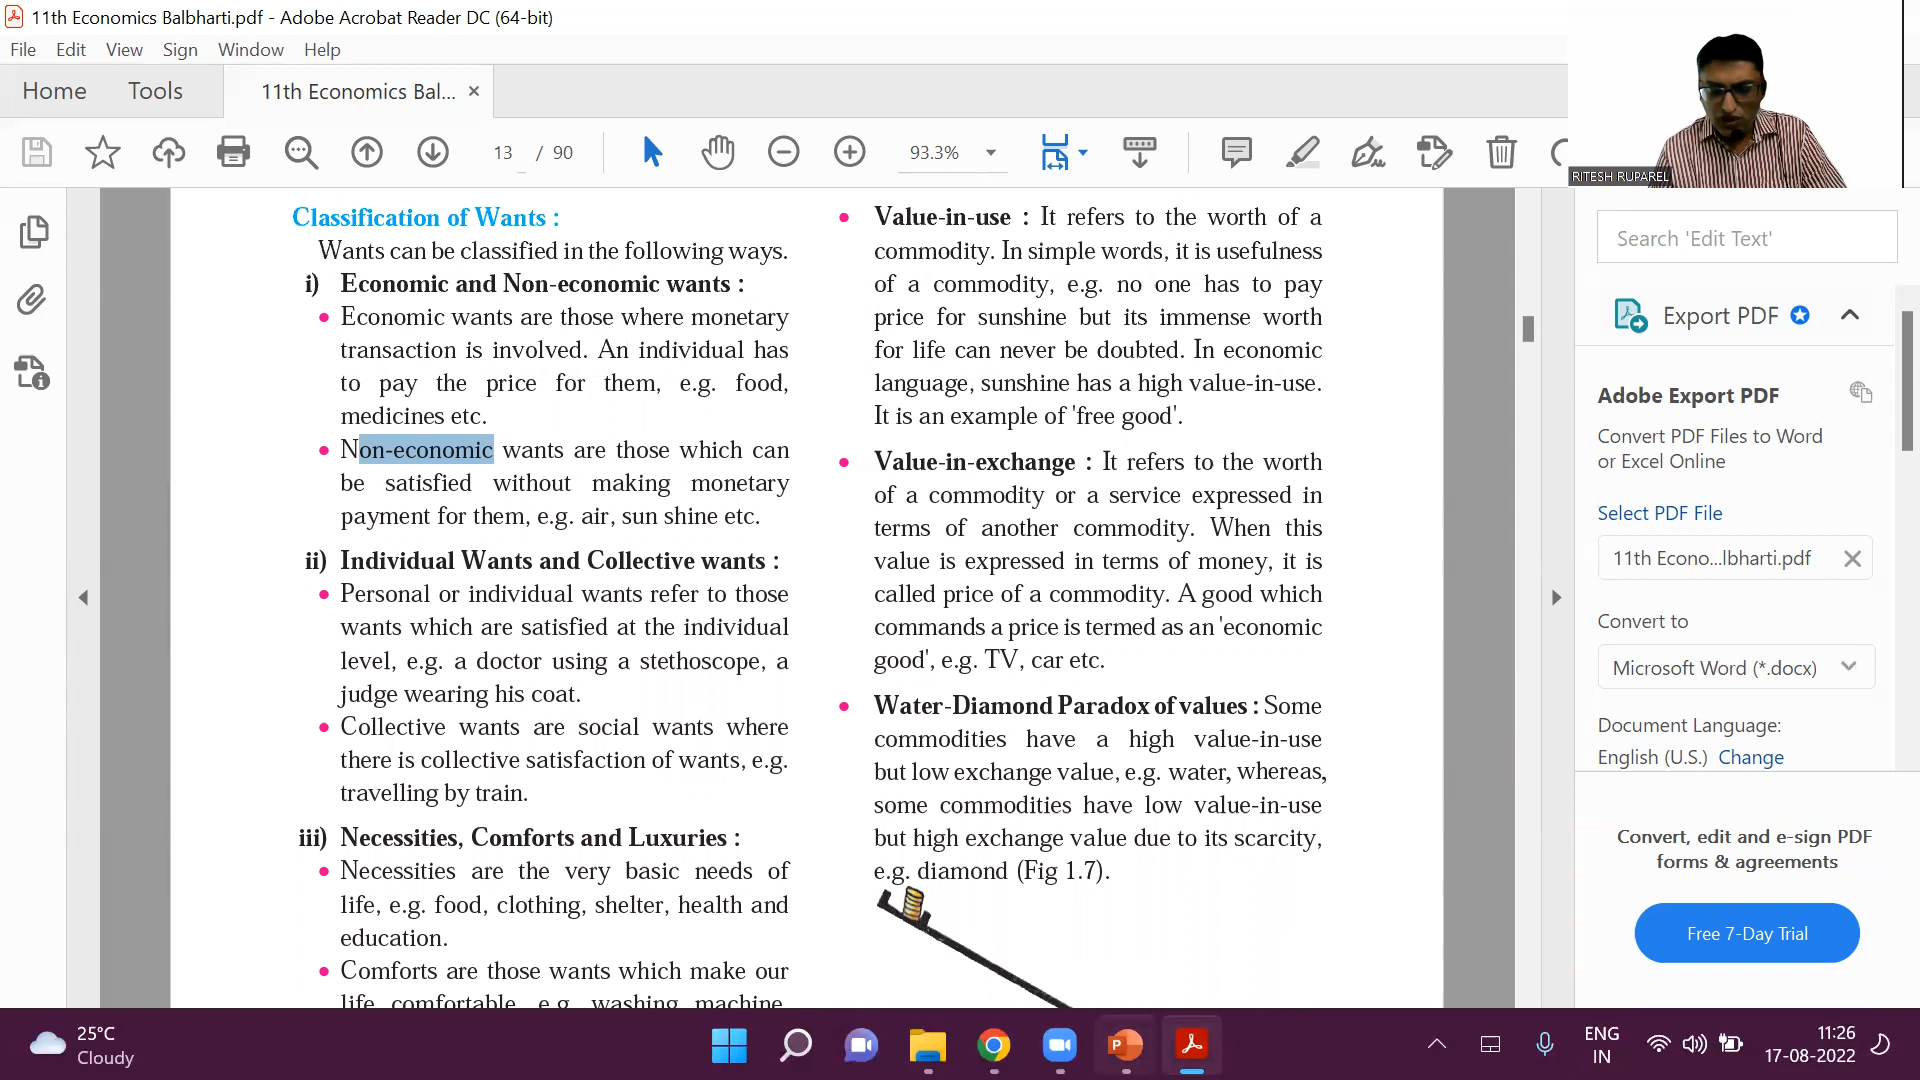 11th Economics Balbharti.pdf - Adobe Acrobat Reader DC (64-bit)
File Edit View Sign Window Help
Home Tools 11th Economics Bal... ×
13 / 90 93.3%
RITESH RUPAREL
Classification of Wants :
Wants can be classified in the following ways.
i) Economic and Non-economic wants :
• Economic wants are those where monetary
transaction is involved. An individual has
to pay the price for them, e.g. food,
medicines etc.
• Non-economic wants are those which can
be satisfied without making monetary
payment for them, e.g. air, sun shine etc.
ii) Individual Wants and Collective wants :
• Personal or individual wants refer to those
wants which are satisfied at the individual
level, e.g. a doctor using a stethoscope, a
judge wearing his coat.
• Collective wants are social wants where
there is collective satisfaction of wants, e.g.
travelling by train.
iii) Necessities, Comforts and Luxuries :
• Necessities are the very basic needs of
life, e.g. food, clothing, shelter, health and
education.
• Comforts are those wants which make our
life comfortable, e.g. washing machine,
• Value-in-use : It refers to the worth of a
commodity. In simple words, it is usefulness
of a commodity, e.g. no one has to pay
price for sunshine but its immense worth
for life can never be doubted. In economic
language, sunshine has a high value-in-use.
It is an example of 'free good'.
• Value-in-exchange : It refers to the worth
of a commodity or a service expressed in
terms of another commodity. When this
value is expressed in terms of money, it is
called price of a commodity. A good which
commands a price is termed as an 'economic
good', e.g. TV, car etc.
• Water-Diamond Paradox of values : Some
commodities have a high value-in-use
but low exchange value, e.g. water, whereas,
some commodities have low value-in-use
but high exchange value due to its scarcity,
e.g. diamond (Fig 1.7).
Search 'Edit Text'
Export PDF
Adobe Export PDF
Convert PDF Files to Word
or Excel Online
Select PDF File
11th Econo...lbharti.pdf
Convert to
Microsoft Word (*.docx)
Document Language:
English (U.S.) Change
Convert, edit and e-sign PDF
forms & agreements
Free 7-Day Trial
25°C
Cloudy
ENG
IN
11:26
17-08-2022